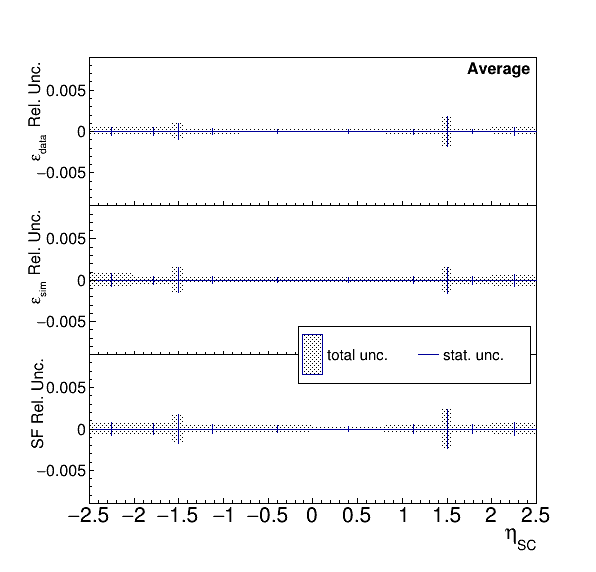 Average
ε_data Rel. Unc.
0.005
0
−0.005
ε_sim Rel. Unc.
0.005
0
−0.005
total unc. stat. unc.
SF Rel. Unc.
0.005
0
−0.005
−2.5 −2 −1.5 −1 −0.5 0 0.5 1 1.5 2 2.5
η_SC